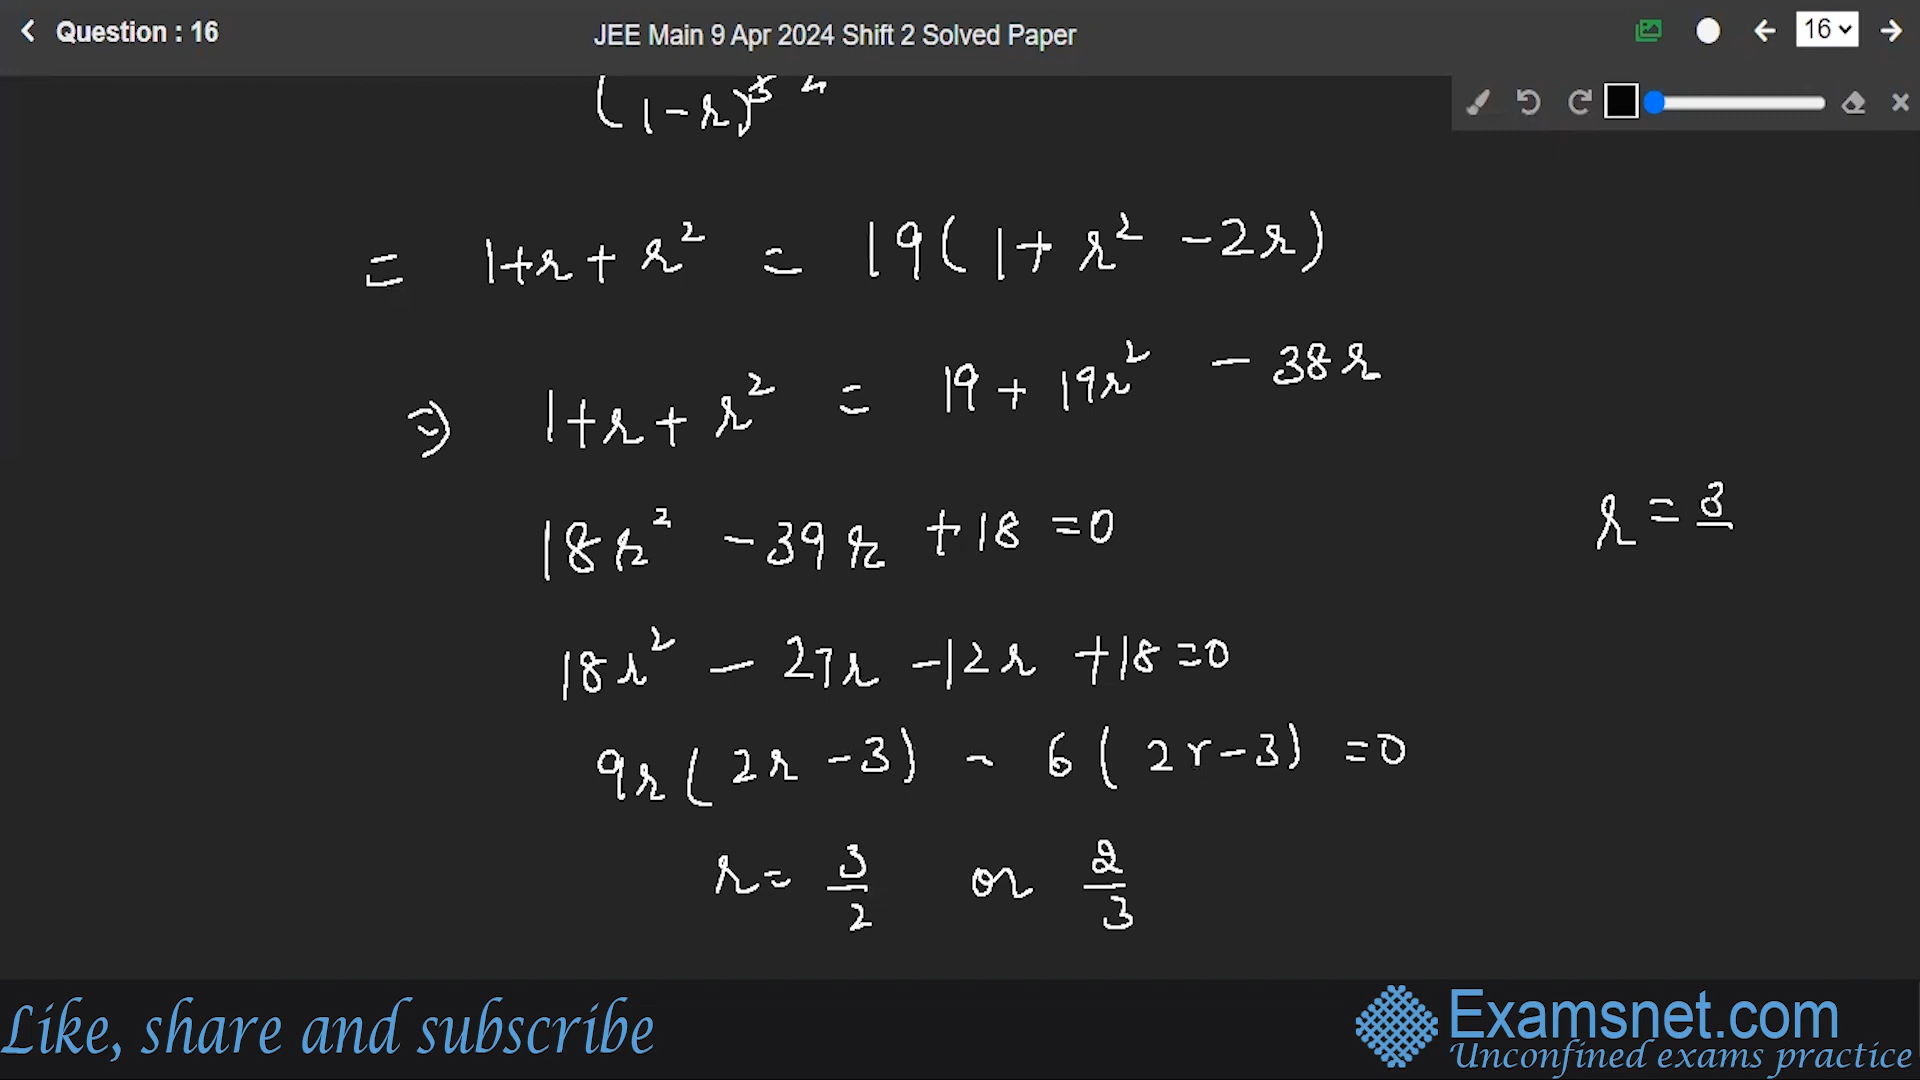 Question : 16
JEE Main 9 Apr 2024 Shift 2 Solved Paper
16
(1-r)
= 1+r+r² = 19(1+r²-2r)
⇒ 1+r+r² = 19+19r² - 38r
18r² - 39r + 18 = 0
r = 3
18r² - 27r - 12r + 18 = 0
9r(2r-3) - 6(2r-3) = 0
r = 3/2 or 2/3
Like, share and subscribe
Examsnet.com
Unconfined exams practice